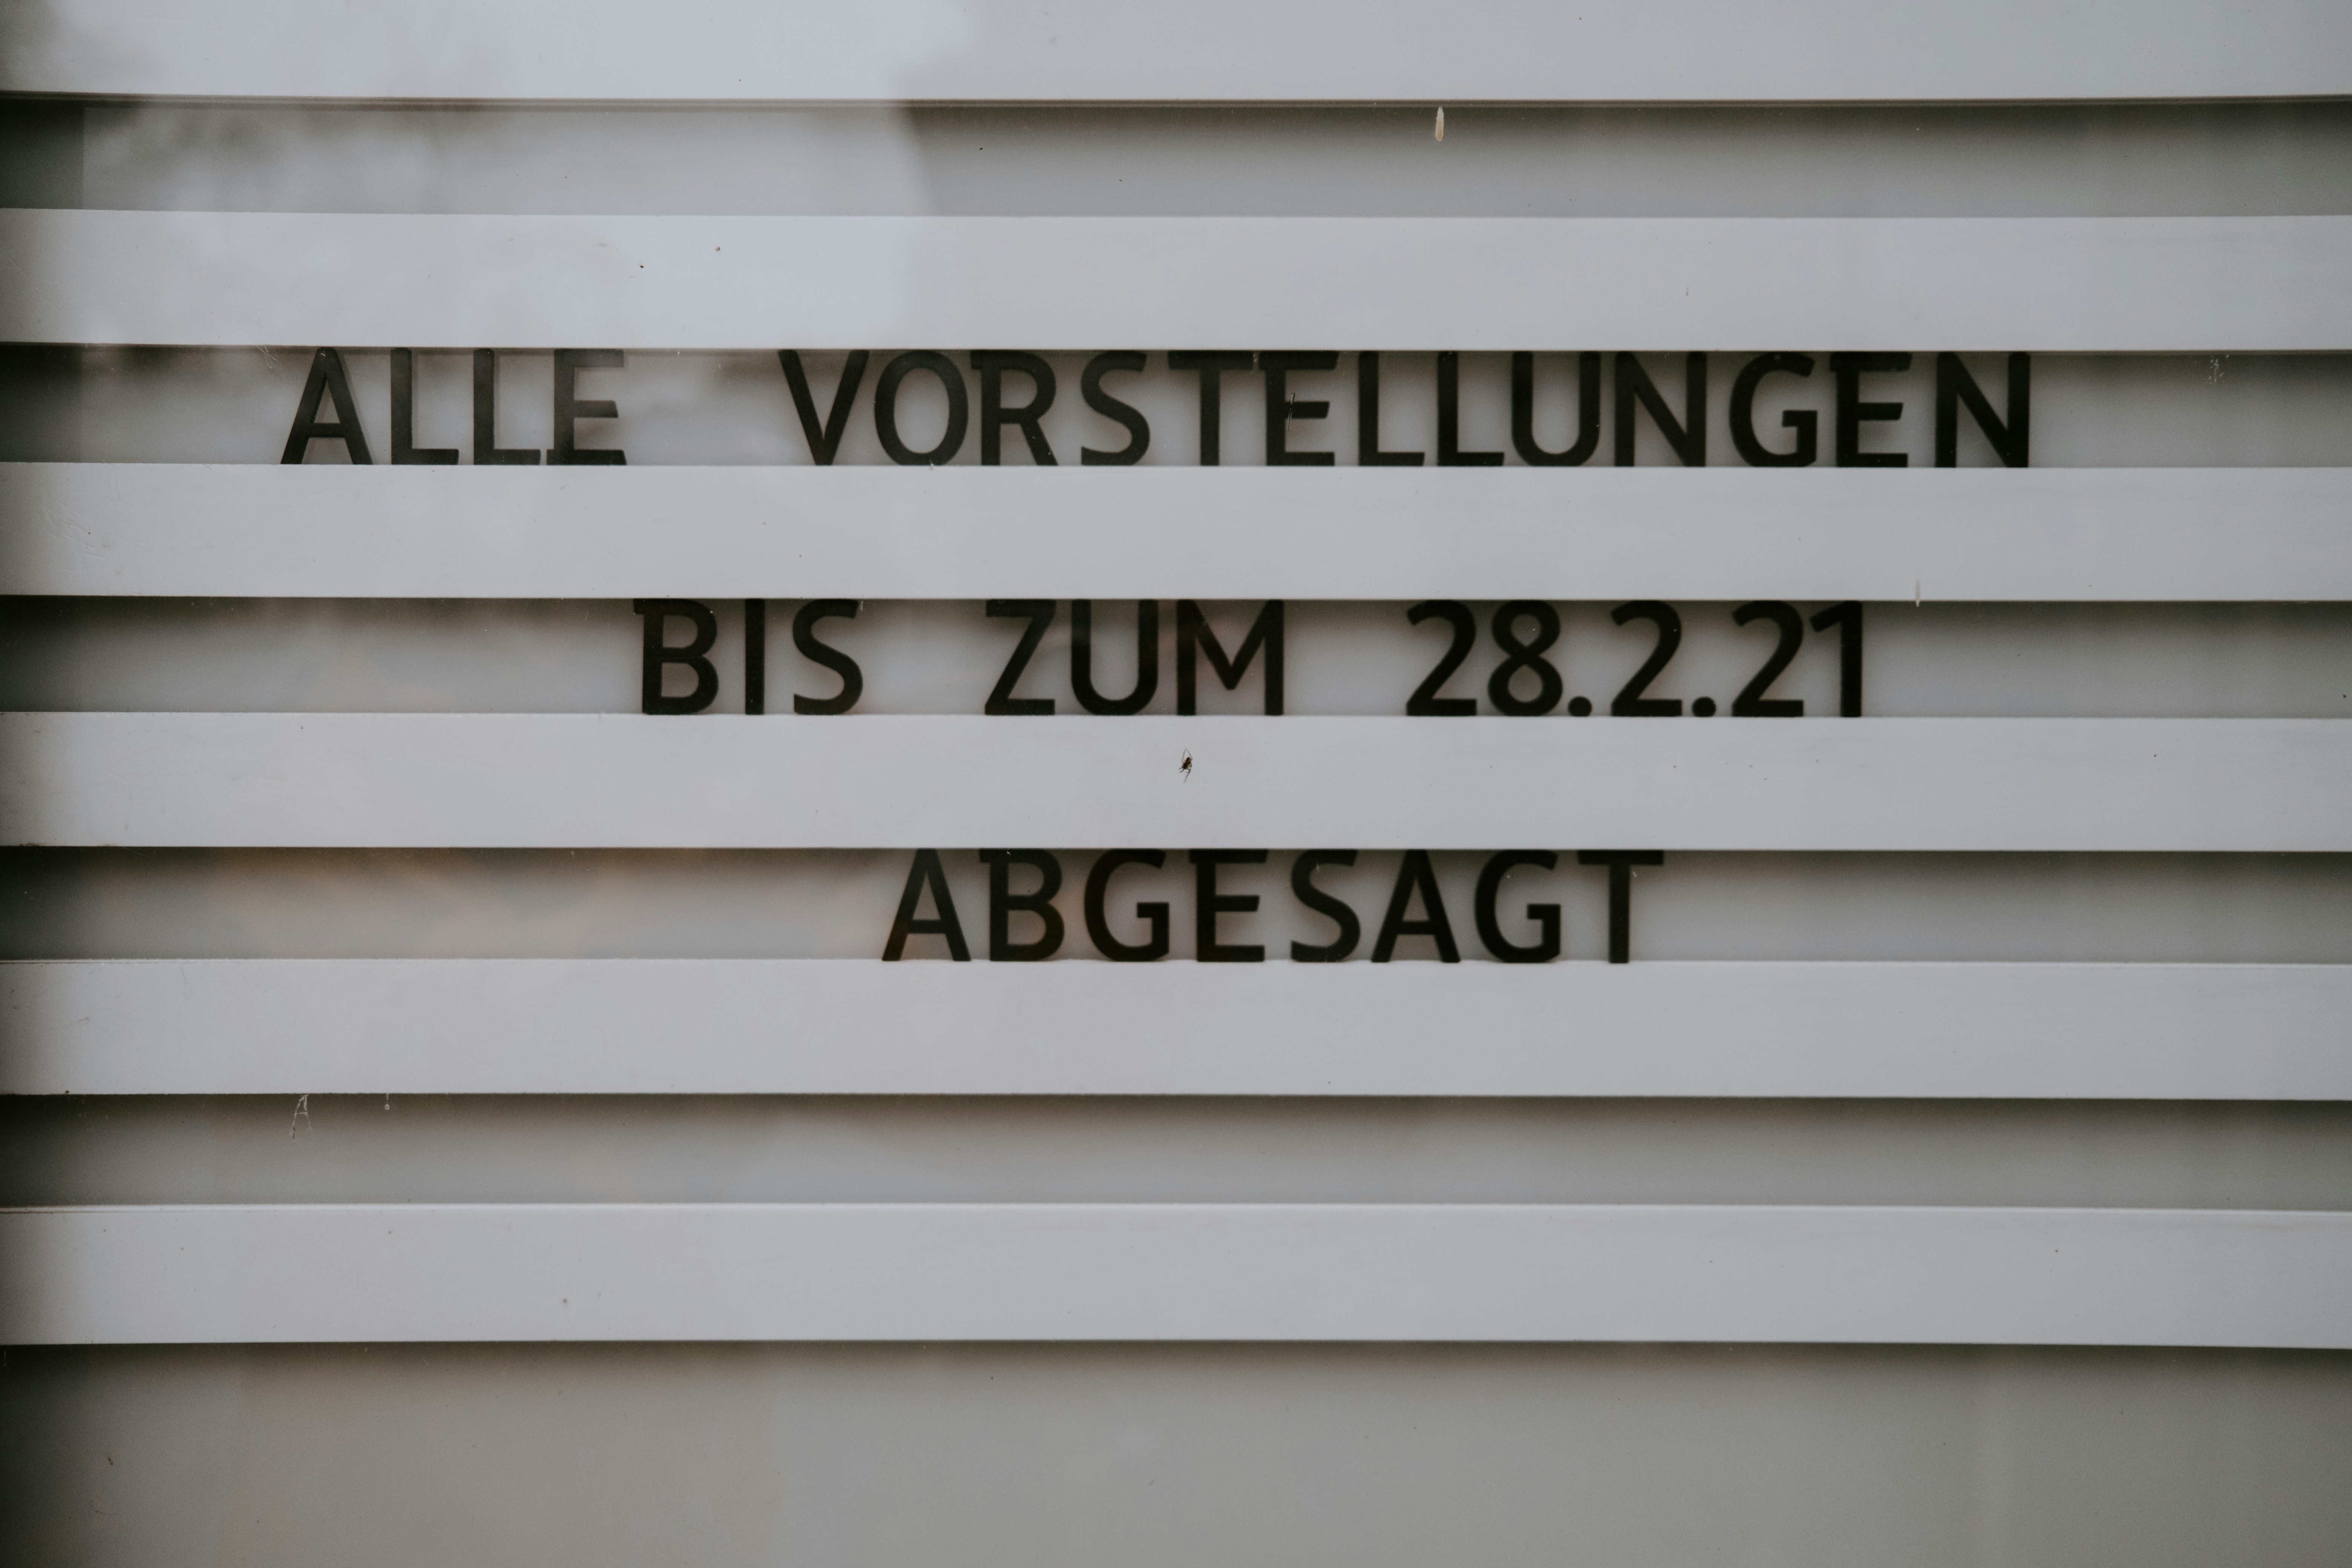 ALLE VORSTELLUNGEN
BIS ZUM 28.2.21
ABGESAGT